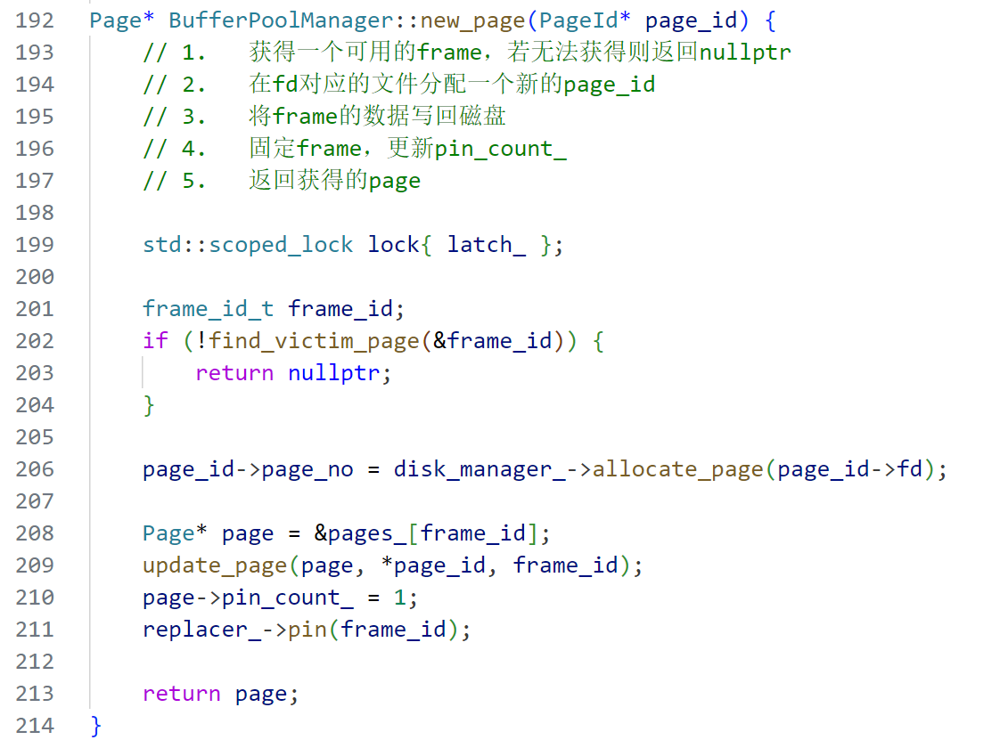 192 Page* BufferPoolManager::new_page(PageId* page_id) {
193     // 1.   获得一个可用的frame，若无法获得则返回nullptr
194     // 2.   在fd对应的文件分配一个新的page_id
195     // 3.   将frame的数据写回磁盘
196     // 4.   固定frame，更新pin_count_
197     // 5.   返回获得的page
198
199     std::scoped_lock lock{ latch_ };
200
201     frame_id_t frame_id;
202     if (!find_victim_page(&frame_id)) {
203         return nullptr;
204     }
205
206     page_id->page_no = disk_manager_->allocate_page(page_id->fd);
207
208     Page* page = &pages_[frame_id];
209     update_page(page, *page_id, frame_id);
210     page->pin_count_ = 1;
211     replacer_->pin(frame_id);
212
213     return page;
214 }